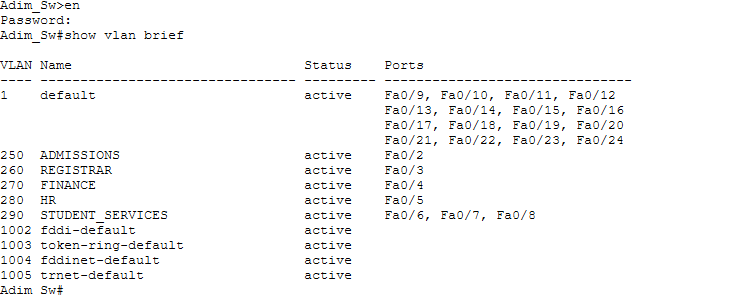 Adim_Sw>en
Password:
Adim_Sw#show vlan brief
VLAN Name                             Status    Ports
---- -------------------------------- --------- -------------------------------
1    default                          active    Fa0/9, Fa0/10, Fa0/11, Fa0/12
                                                Fa0/13, Fa0/14, Fa0/15, Fa0/16
                                                Fa0/17, Fa0/18, Fa0/19, Fa0/20
                                                Fa0/21, Fa0/22, Fa0/23, Fa0/24
250  ADMISSIONS                       active    Fa0/2
260  REGISTRAR                        active    Fa0/3
270  FINANCE                          active    Fa0/4
280  HR                               active    Fa0/5
290  STUDENT_SERVICES                 active    Fa0/6, Fa0/7, Fa0/8
1002 fddi-default                     active
1003 token-ring-default               active
1004 fddinet-default                  active
1005 trnet-default                    active
Adim_Sw#